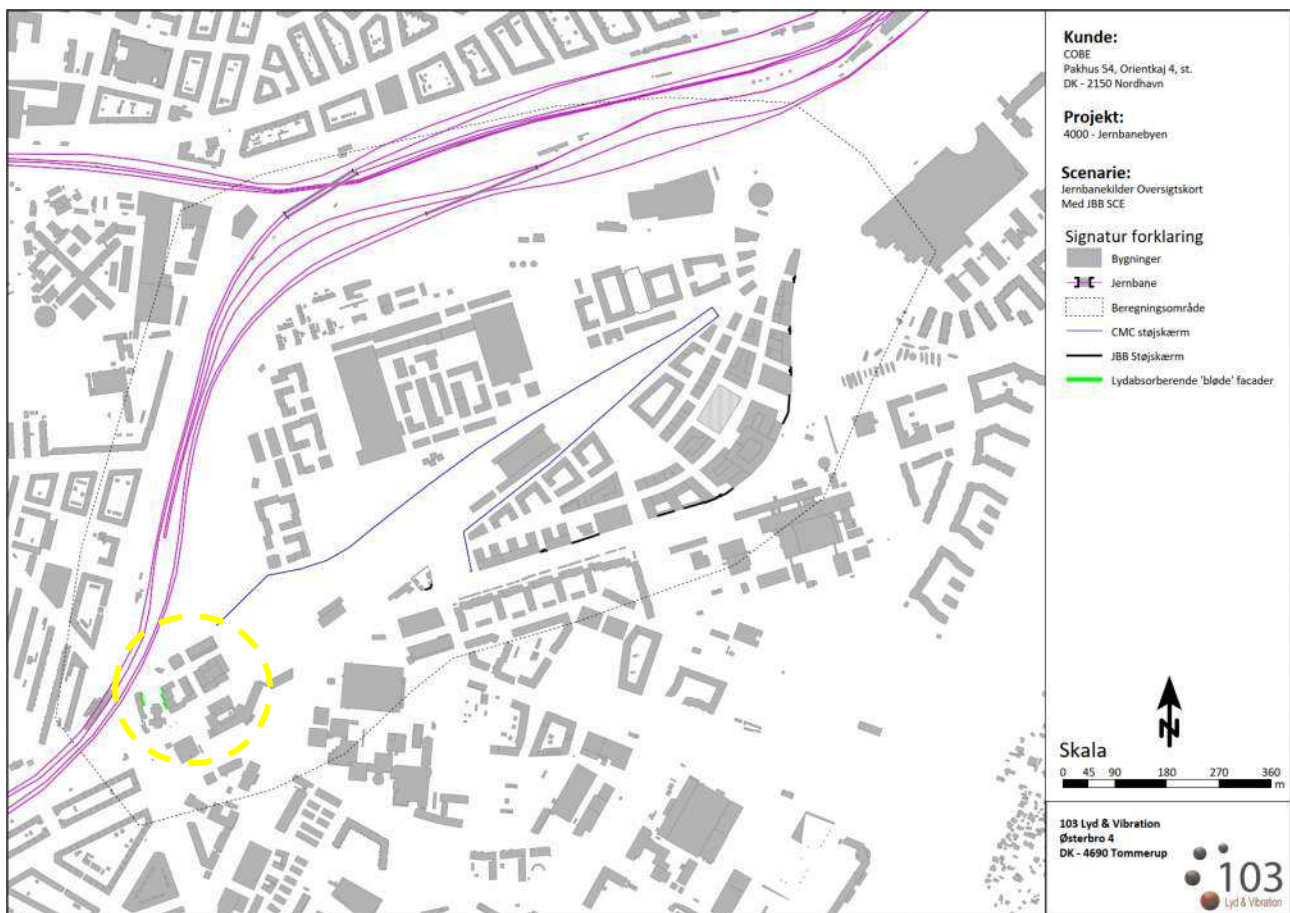 Kunde:
COBE
Pakhus 54, Orientkaj 4, st.
DK - 2150 Nordhavn
Projekt:
4000 - Jernbanebyen
Scenarie:
Jernbanekilder Oversigtskort
Med JBB SCE
Signatur forklaring
Bygninger
Jernbane
Beregningsområde
CMC støjskærm
JBB Støjskærm
Lydabsorberende 'bløde' facader
N
Skala
0 45 90 180 270 360
m
103 Lyd & Vibration
Østerbro 4
DK - 4690 Tommerup
103
Lyd & Vibration